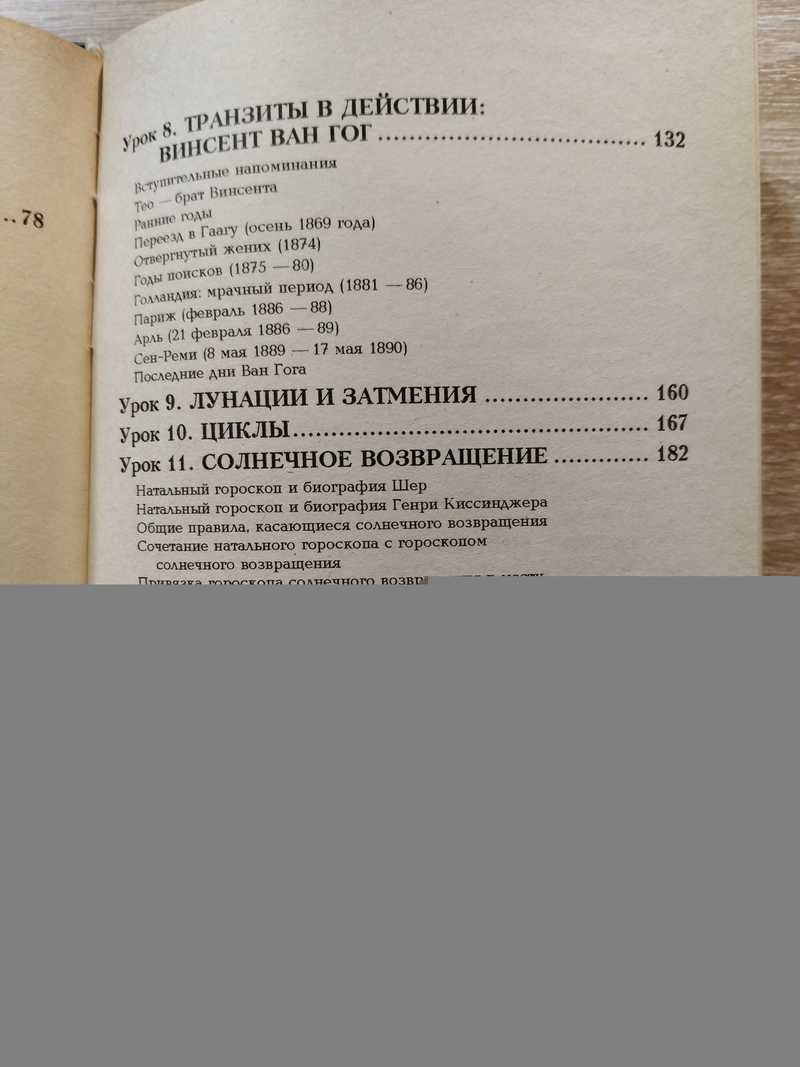 ..78
Урок 8. ТРАНЗИТЫ В ДЕЙСТВИИ:
ВИНСЕНТ ВАН ГОГ .................................. 132
Вступительные напоминания
Тео — брат Винсента
Ранние годы
Переезд в Гаагу (осень 1869 года)
Отвергнутый жених (1874)
Годы поисков (1875 — 80)
Голландия: мрачный период (1881 — 86)
Париж (февраль 1886 — 88)
Арль (21 февраля 1886 — 89)
Сен-Реми (8 мая 1889 — 17 мая 1890)
Последние дни Ван Гога
Урок 9. ЛУНАЦИИ И ЗАТМЕНИЯ ..................... 160
Урок 10. ЦИКЛЫ.............................................. 167
Урок 11. СОЛНЕЧНОЕ ВОЗВРАЩЕНИЕ ............ 182
Натальный гороскоп и биография Шер
Натальный гороскоп и биография Генри Киссинджера
Общие правила, касающиеся солнечного возвращения
Сочетание натального гороскопа с гороскопом
солнечного возвращения
Привязка гороскопа солнечного